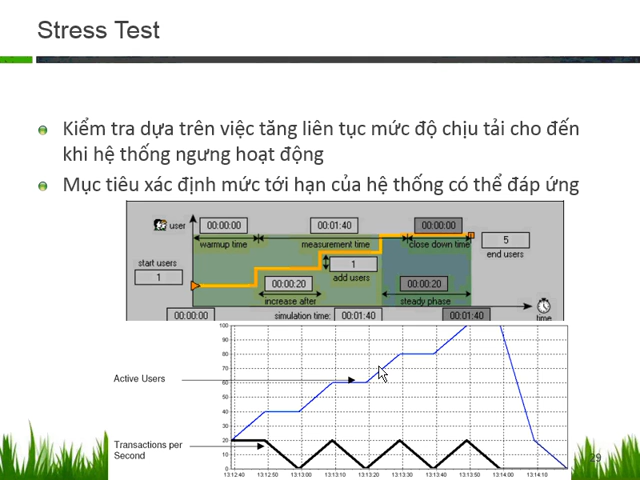 Stress Test
Kiểm tra dựa trên việc tăng liên tục mức độ chịu tải cho đến
khi hệ thống ngưng hoạt động
Mục tiêu xác định mức tới hạn của hệ thống có thể đáp ứng
user
00:00:00
00:01:40
00:00:00
warmup time
measurement time
close down time
5
end users
start users
1
1
add users
00:00:20
00:00:20
increase after
steady phase
00:00:00
simulation time:
00:01:40
00:01:40
time
100
90
80
70
60
50
40
30
20
10
0
Active Users
Transactions per
Second
13:12:40 13:12:50 13:13:00 13:13:10 13:13:20 13:13:30 13:13:40 13:13:50 13:14:00 13:14:10
29